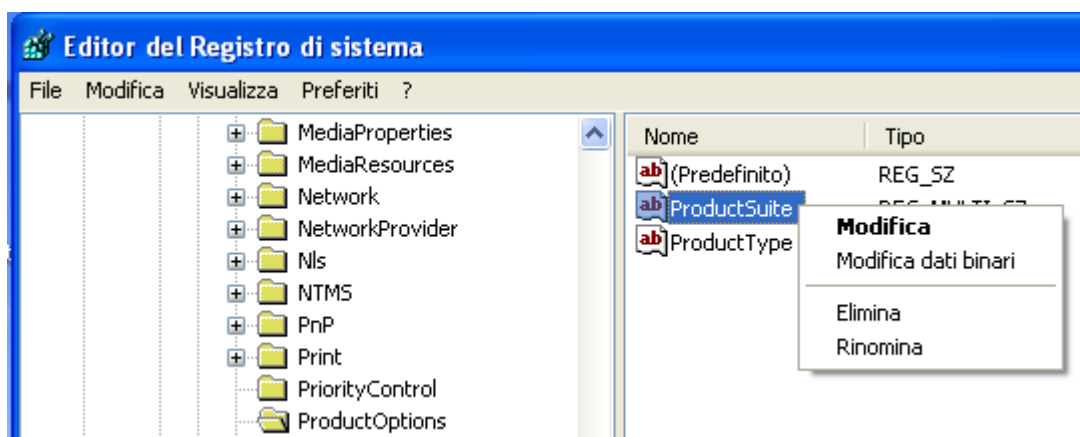 Editor del Registro di sistema
File Modifica Visualizza Preferiti ?
MediaProperties
MediaResources
Network
NetworkProvider
Nls
NTMS
PnP
Print
PriorityControl
ProductOptions
Nome Tipo
(Predefinito) REG_SZ
ProductSuite
ProductType
Modifica
Modifica dati binari
Elimina
Rinomina